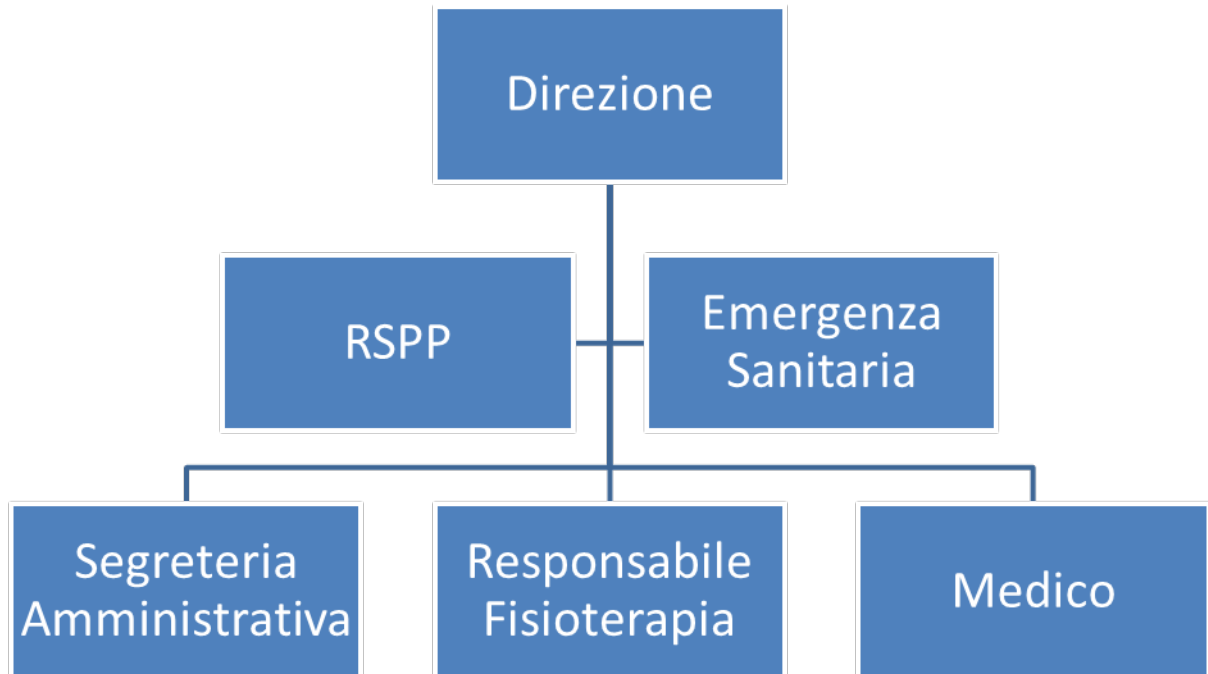 Direzione
RSPP
Emergenza
Sanitaria
Segreteria
Amministrativa
Responsabile
Fisioterapia
Medico